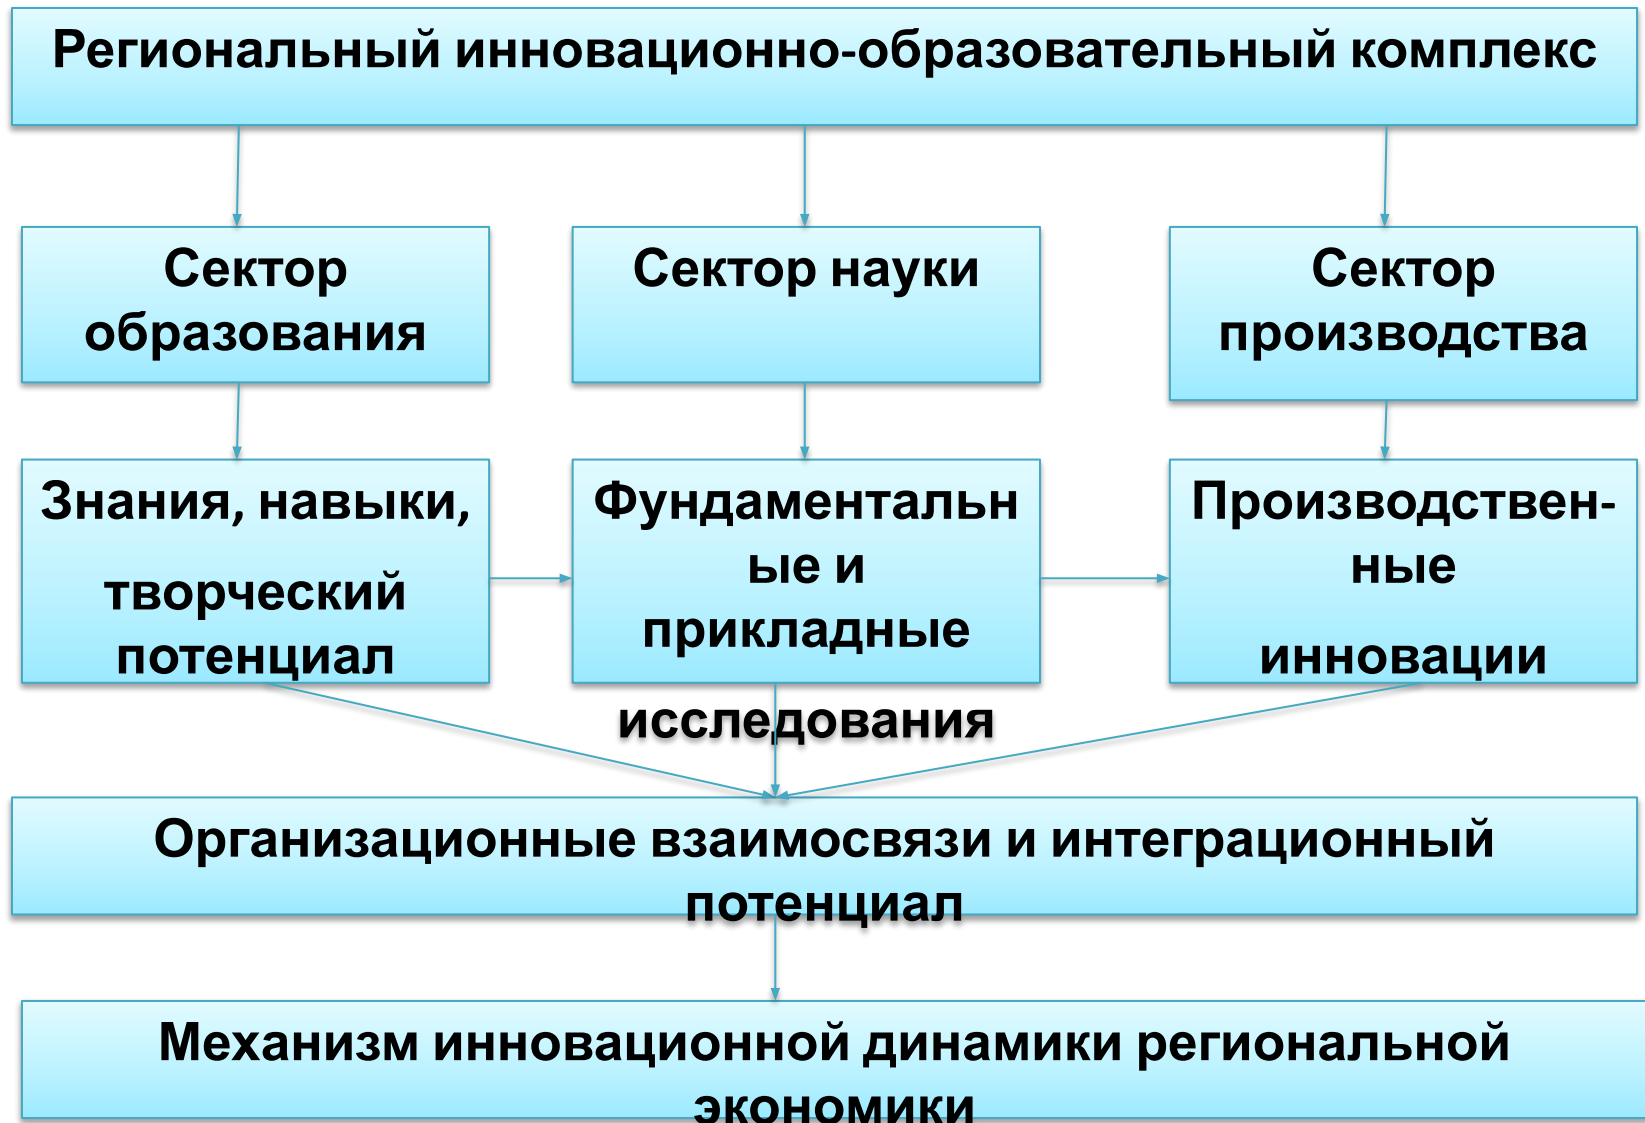 Региональный инновационно-образовательный комплекс
Сектор
образования
Сектор науки
Сектор
производства
Знания, навыки,
творческий
потенциал
Фундаментальн
ые и
прикладные
исследования
Производствен-
ные
инновации
Организационные взаимосвязи и интеграционный
потенциал
Механизм инновационной динамики региональной
экономики